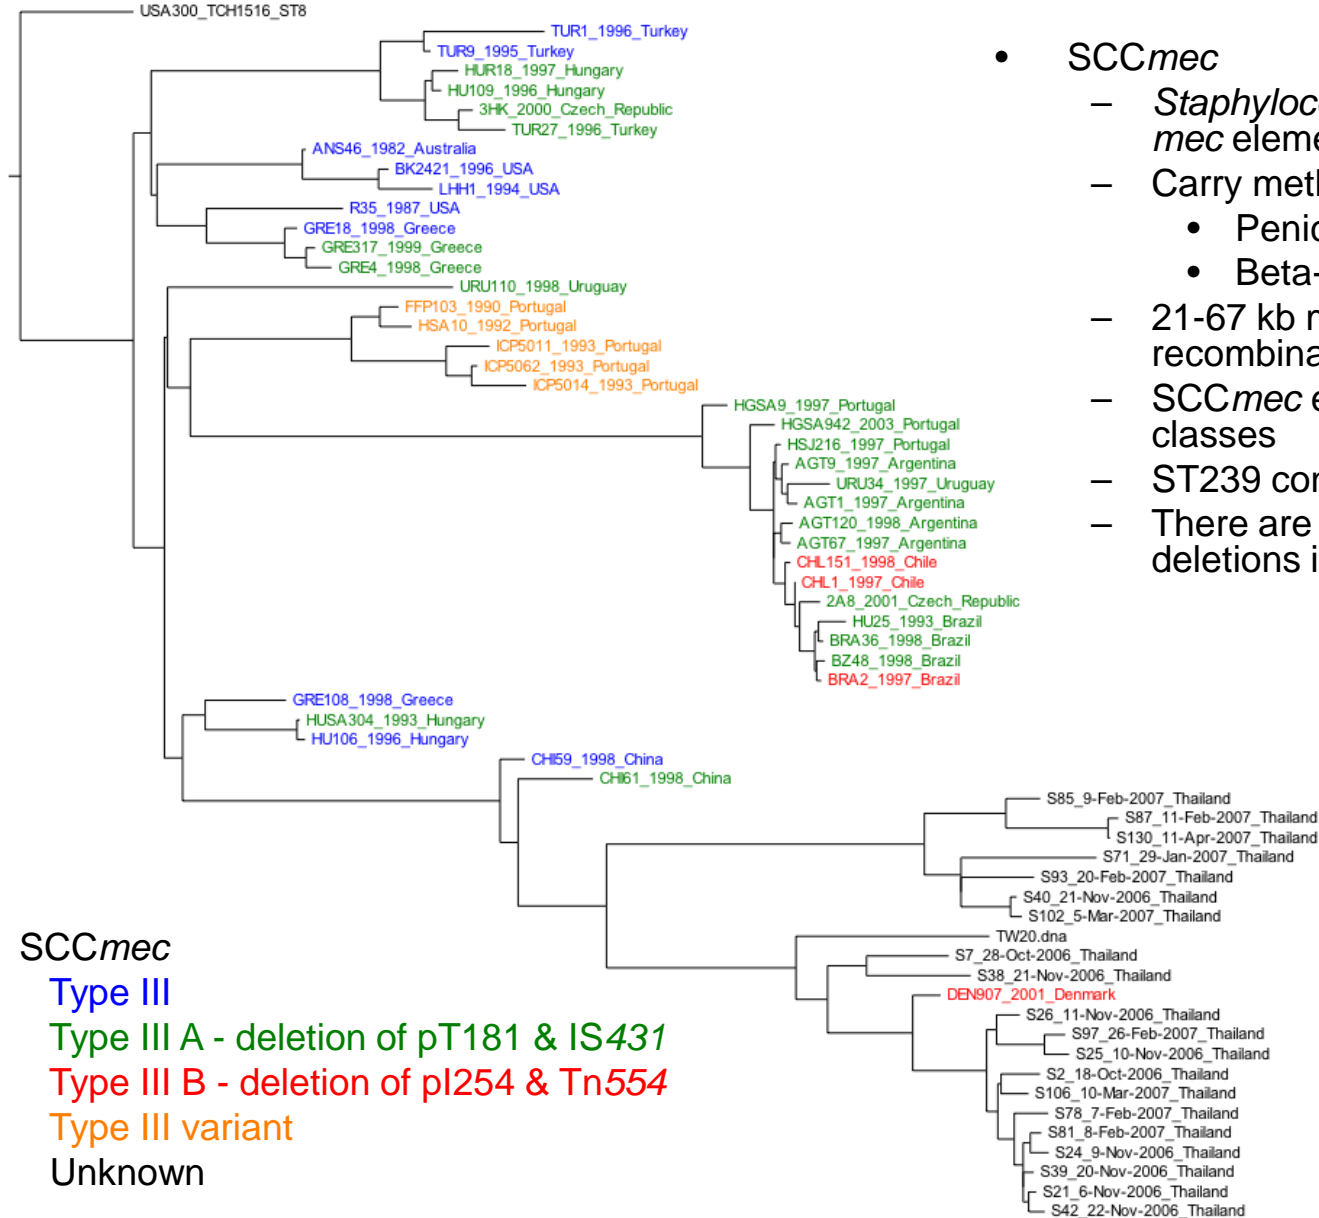 USA300_TCH1516_ST8
TUR1_1996_Turkey
TUR9_1995_Turkey
HUR18_1997_Hungary
HU109_1996_Hungary
3HK_2000_Czech_Republic
TUR27_1996_Turkey
ANS46_1982_Australia
BK2421_1996_USA
LHH1_1994_USA
R35_1987_USA
GRE18_1998_Greece
GRE317_1999_Greece
GRE4_1998_Greece
URU110_1998_Uruguay
FFP103_1990_Portugal
HSA10_1992_Portugal
ICP5011_1993_Portugal
ICP5062_1993_Portugal
ICP5014_1993_Portugal
HGSA9_1997_Portugal
HGSA942_2003_Portugal
HSJ216_1997_Portugal
AGT9_1997_Argentina
URU34_1997_Uruguay
AGT1_1997_Argentina
AGT120_1998_Argentina
AGT67_1997_Argentina
CHL151_1998_Chile
CHL1_1997_Chile
2A8_2001_Czech_Republic
HU25_1993_Brazil
BRA36_1998_Brazil
BZ48_1998_Brazil
BRA2_1997_Brazil
GRE108_1998_Greece
HUSA304_1993_Hungary
HU106_1996_Hungary
CHI59_1998_China
CHI61_1998_China
S85_9-Feb-2007_Thailand
S87_11-Feb-2007_Thailand
S130_11-Apr-2007_Thailand
S71_29-Jan-2007_Thailand
S93_20-Feb-2007_Thailand
S40_21-Nov-2006_Thailand
S102_5-Mar-2007_Thailand
TW20.dna
S7_28-Oct-2006_Thailand
S38_21-Nov-2006_Thailand
DEN907_2001_Denmark
S26_11-Nov-2006_Thailand
S97_26-Feb-2007_Thailand
S25_10-Nov-2006_Thailand
S2_18-Oct-2006_Thailand
S106_10-Mar-2007_Thailand
S78_7-Feb-2007_Thailand
S81_8-Feb-2007_Thailand
S24_9-Nov-2006_Thailand
S39_20-Nov-2006_Thailand
S21_6-Nov-2006_Thailand
S42_22-Nov-2006_Thailand
• SCCmec
– Staphyloc
mec eleme
– Carry meth
• Penic
• Beta-
– 21-67 kb m
recombina
– SCCmec e
classes
– ST239 con
– There are
deletions i
SCCmec
Type III
Type III A - deletion of pT181 & IS431
Type III B - deletion of pI254 & Tn554
Type III variant
Unknown